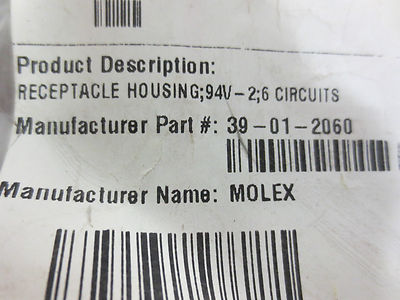 Product Description:
RECEPTACLE HOUSING;94V-2;6 CIRCUITS
Manufacturer Part #: 39-01-2060
Manufacturer Name: MOLEX